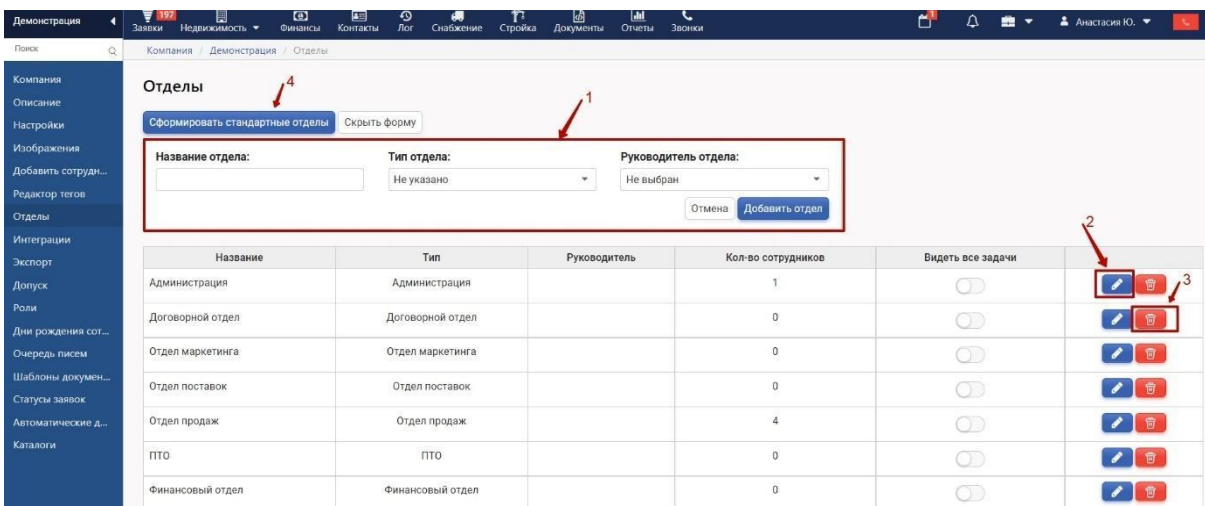 Демонстрация
197
Заявки Недвижимость Финансы Контакты Лог Снабжение Стройка Документы Отчеты Звонки
1
Анастасия Ю.
Поиск
Компания / Демонстрация / Отделы
Компания
Описание
Настройки
Изображения
Добавить сотрудн...
Редактор тегов
Отделы
Интеграции
Экспорт
Допуск
Роли
Дни рождения сот...
Очередь писем
Шаблоны докумен...
Статусы заявок
Автоматические д...
Каталоги
Отделы
4
1
Сформировать стандартные отделы Скрыть форму
Название отдела: Тип отдела: Руководитель отдела:
Не указано Не выбран
Отмена Добавить отдел
2
3
Название Тип Руководитель Кол-во сотрудников Видеть все задачи
Администрация Администрация 1
Договорной отдел Договорной отдел 0
Отдел маркетинга Отдел маркетинга 0
Отдел поставок Отдел поставок 0
Отдел продаж Отдел продаж 4
ПТО ПТО 0
Финансовый отдел Финансовый отдел 0